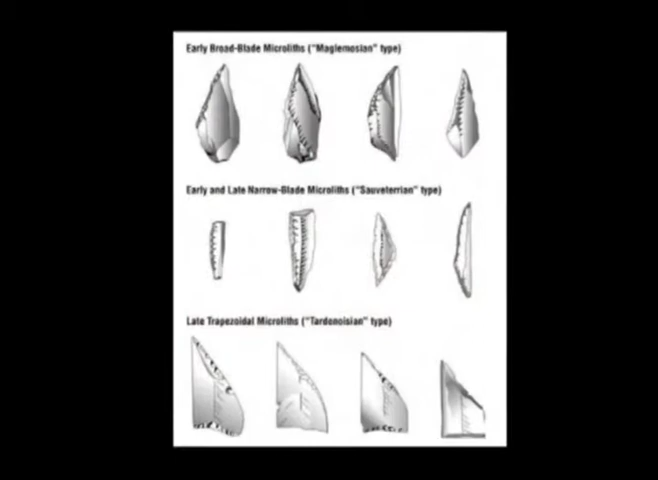 Early Broad-Blade Microliths ("Maglemosian" type)
Early and Late Narrow-Blade Microliths ("Sauveterrian" type)
Late Trapezoidal Microliths ("Tardenoisian" type)